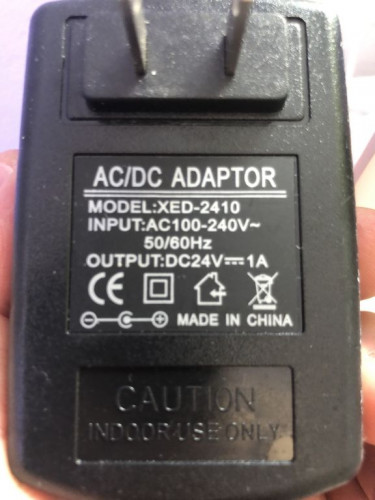 AC/DC ADAPTOR
MODEL:XED-2410
INPUT:AC100-240V~
50/60Hz
OUTPUT:DC24V⎓1A
CE
MADE IN CHINA
CAUTION
INDOOR USE ONLY